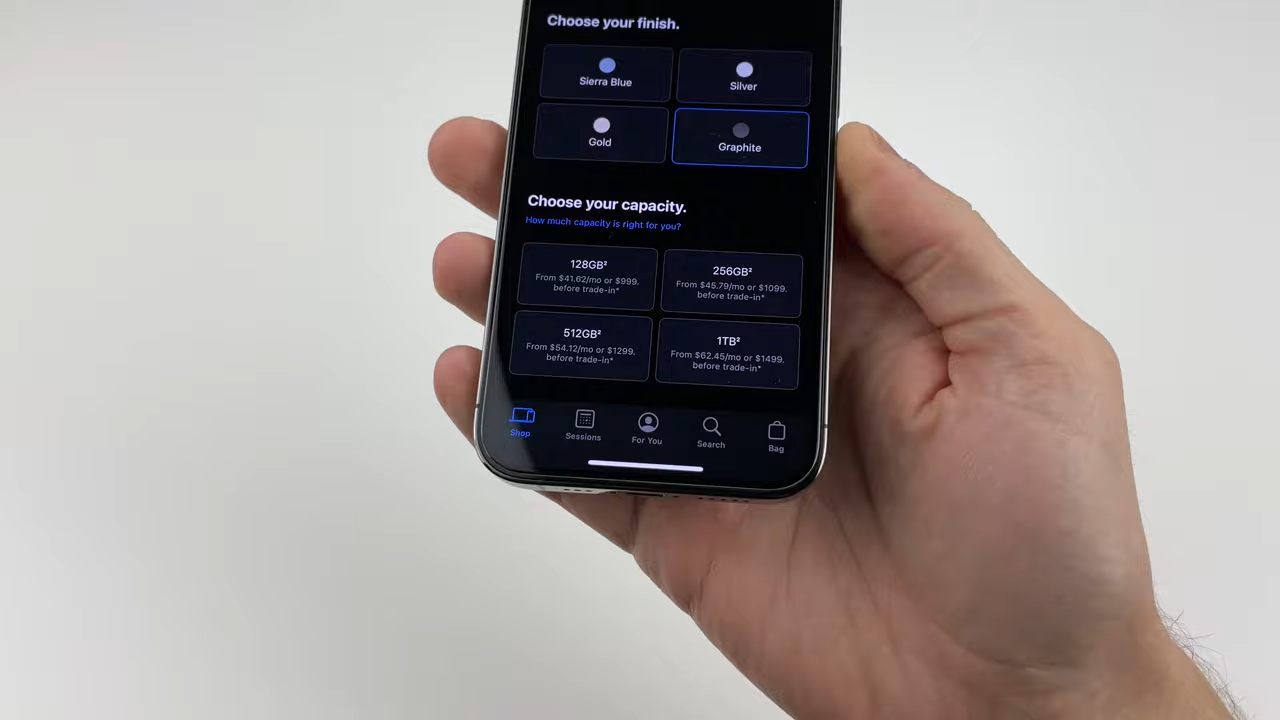 Choose your finish.
Sierra Blue
Silver
Gold
Graphite
Choose your capacity.
How much capacity is right for you?
128GB²
From $41.62/mo or $999.
before trade-in*
256GB²
From $45.79/mo or $1099.
before trade-in*
512GB²
From $54.12/mo or $1299.
before trade-in*
1TB²
From $62.45/mo or $1499.
before trade-in*
Shop
Sessions
For You
Search
Bag